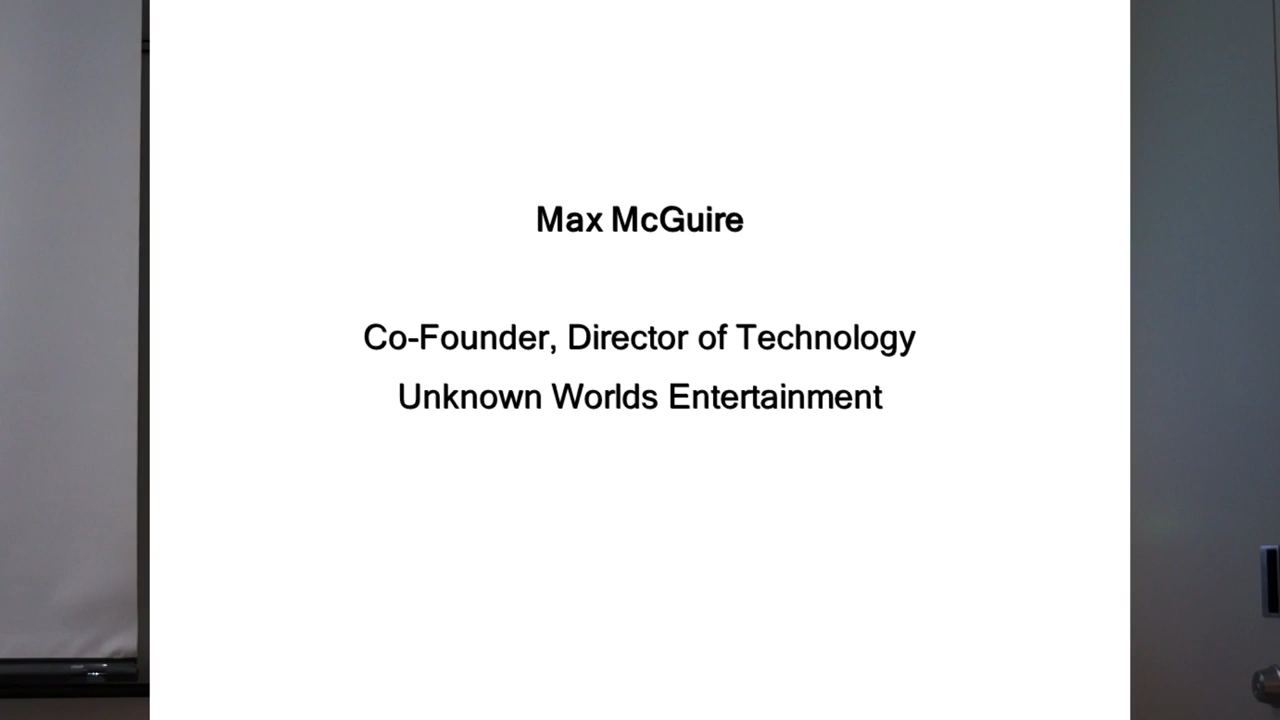 Max McGuire
Co-Founder, Director of Technology
Unknown Worlds Entertainment